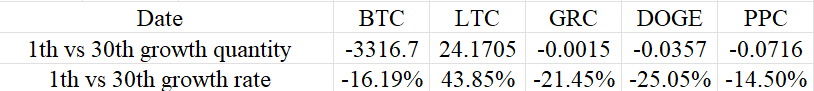 Date BTC LTC GRC DOGE PPC
1th vs 30th growth quantity -3316.7 24.1705 -0.0015 -0.0357 -0.0716
1th vs 30th growth rate -16.19% 43.85% -21.45% -25.05% -14.50%